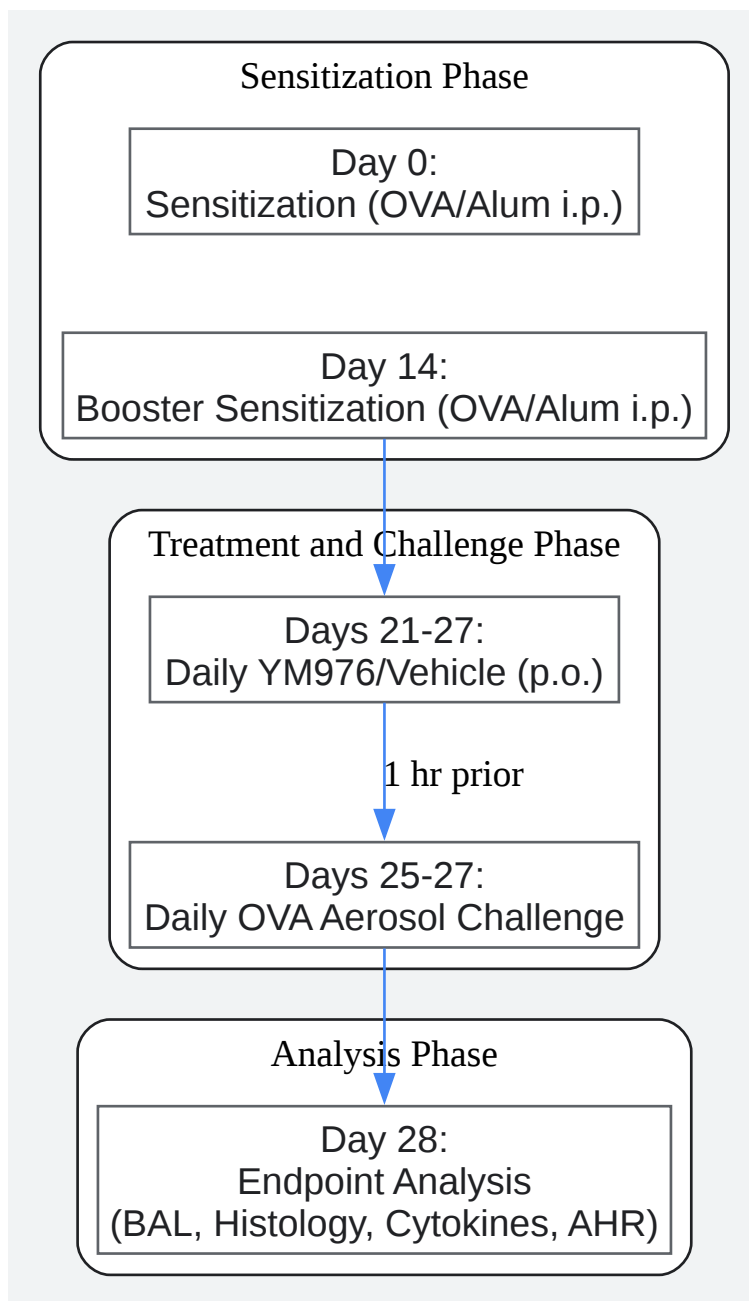 Sensitization Phase
Day 0:
Sensitization (OVA/Alum i.p.)
Day 14:
Booster Sensitization (OVA/Alum i.p.)
Treatment and Challenge Phase
Days 21-27:
Daily YM976/Vehicle (p.o.)
1 hr prior
Days 25-27:
Daily OVA Aerosol Challenge
Analysis Phase
Day 28:
Endpoint Analysis
(BAL, Histology, Cytokines, AHR)